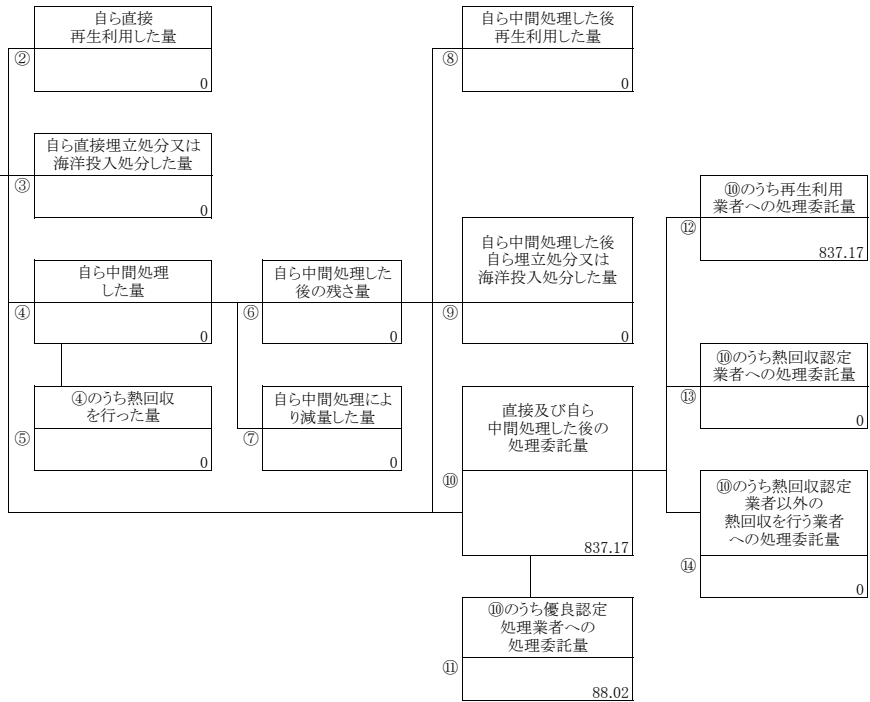 自ら直接
再生利用した量
②
0
自ら直接埋立処分又は
海洋投入処分した量
③
0
自ら中間処理
した量
④
0
④のうち熱回収
を行った量
⑤
0
自ら中間処理した
後の残さ量
⑥
0
自ら中間処理によ
り減量した量
⑦
0
自ら中間処理した後
再生利用した量
⑧
0
自ら中間処理した後
自ら埋立処分又は
海洋投入処分した量
⑨
0
直接及び自ら
中間処理した後の
処理委託量
⑩
837.17
⑩のうち優良認定
処理業者への
処理委託量
⑪
88.02
⑩のうち再生利用
業者への処理委託量
⑫
837.17
⑩のうち熱回収認定
業者への処理委託量
⑬
0
⑩のうち熱回収認定
業者以外の
熱回収を行う業者
への処理委託量
⑭
0